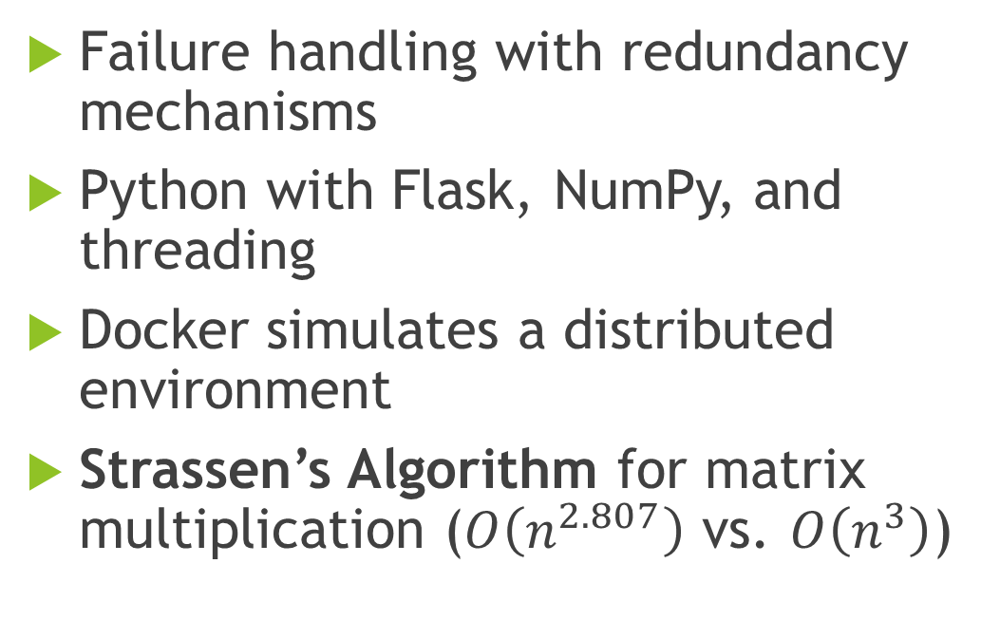 Failure handling with redundancy
mechanisms
Python with Flask, NumPy, and
threading
Docker simulates a distributed
environment
Strassen’s Algorithm for matrix
multiplication (𝑂(𝑛^2.807) vs. 𝑂(𝑛^3))